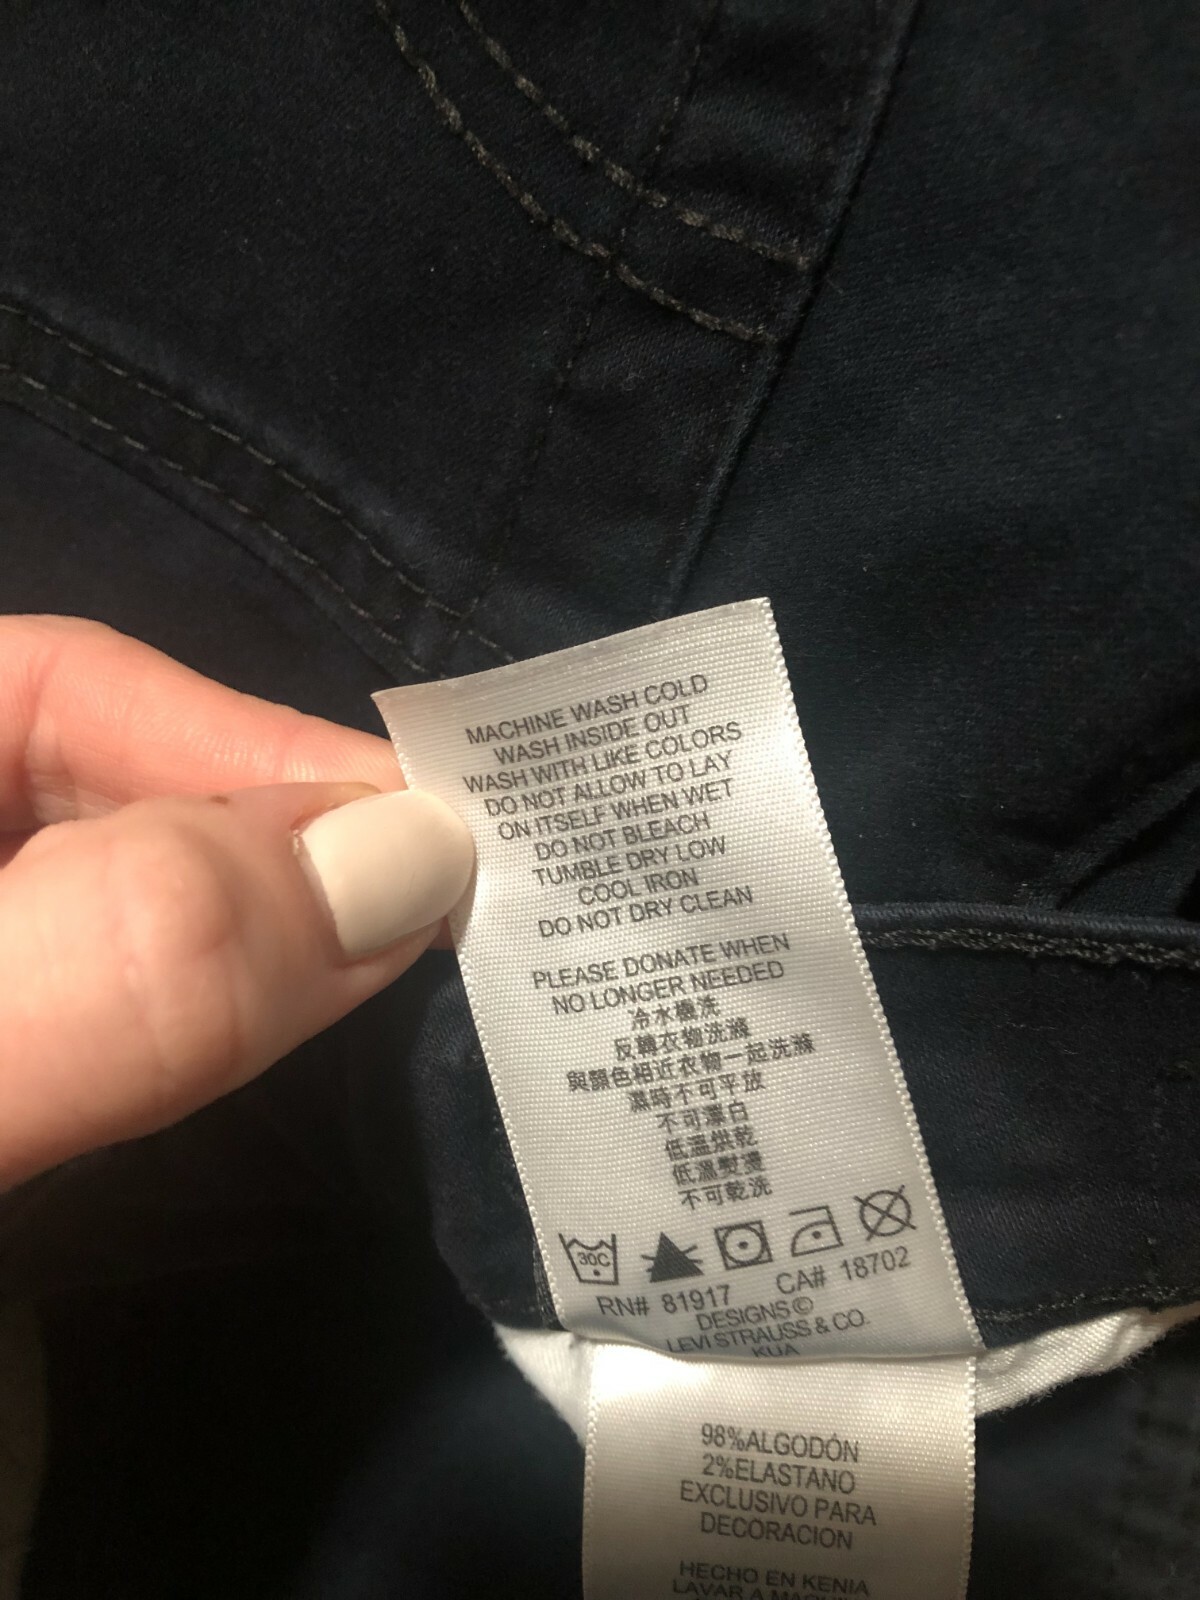 MACHINE WASH COLD
WASH INSIDE OUT
WASH WITH LIKE COLORS
DO NOT ALLOW TO LAY
ON ITSELF WHEN WET
DO NOT BLEACH
TUMBLE DRY LOW
COOL IRON
DO NOT DRY CLEAN
PLEASE DONATE WHEN
NO LONGER NEEDED
冷水機洗
反轉衣物洗滌
與顏色相近衣物一起洗滌
濕時不可平放
不可漂白
低溫烘乾
低溫熨燙
不可乾洗
30C
RN# 81917 CA# 18702
DESIGNS©
LEVI STRAUSS & CO.
KUA
98%ALGODÓN
2%ELASTANO
EXCLUSIVO PARA
DECORACION
HECHO EN KENIA
LAVAR A